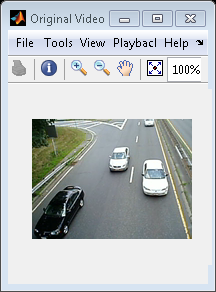 Original Video
File Tools View Playbacl Help
100%